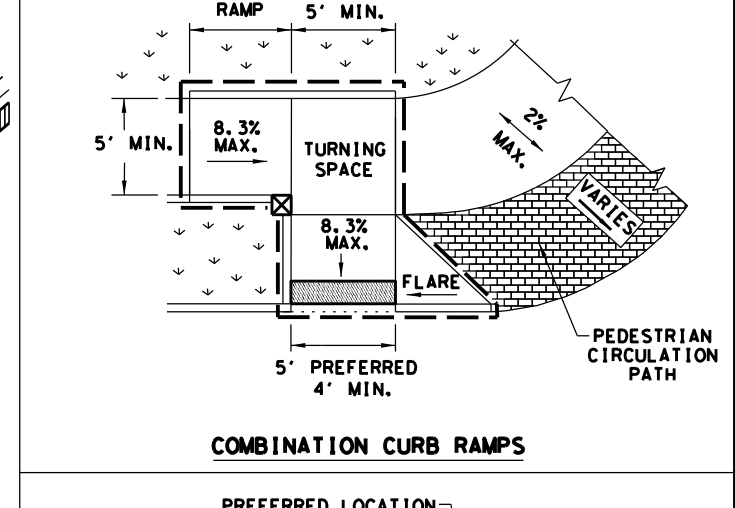 RAMP
5' MIN.
5' MIN.
8.3%
MAX.
TURNING
SPACE
2%
MAX.
VARIES
8.3%
MAX.
FLARE
PEDESTRIAN
CIRCULATION
PATH
5' PREFERRED
4' MIN.
COMBINATION CURB RAMPS
PREFERRED LOCATION